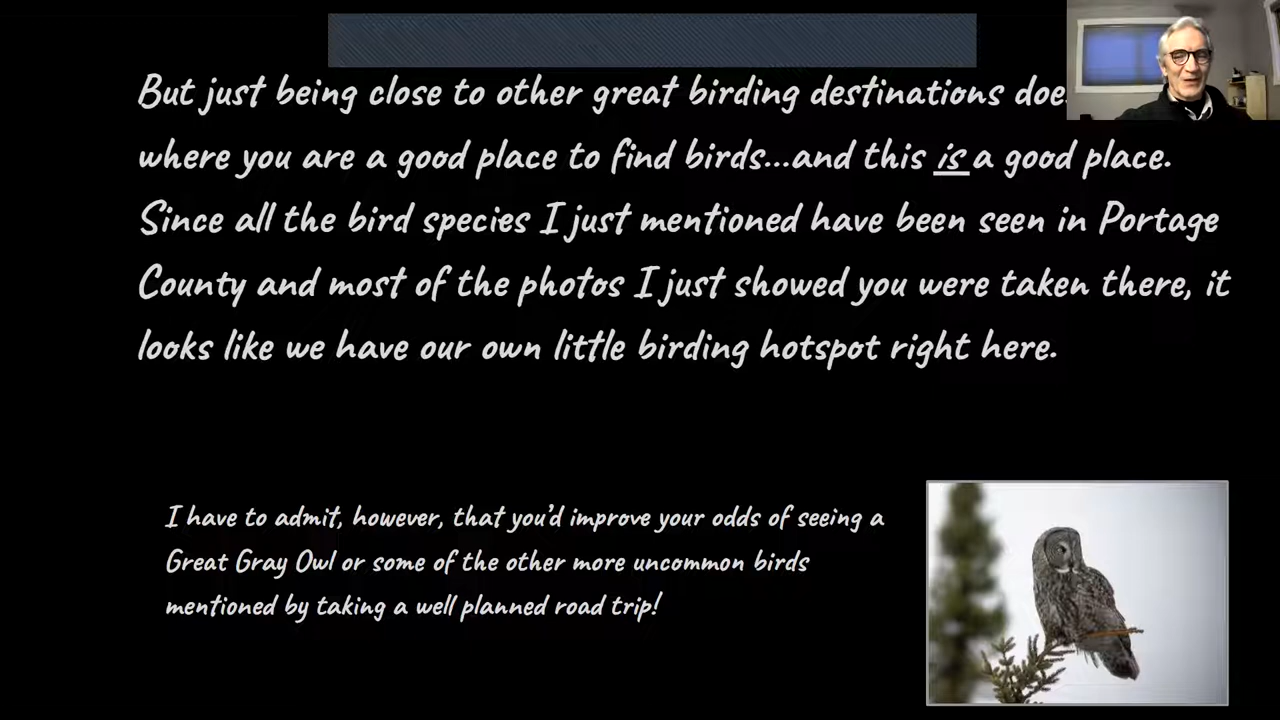 But just being close to other great birding destinations
where you are a good place to find birds...and this is a good place.
Since all the bird species I just mentioned have been seen in Portage
County and most of the photos I just showed you were taken there, it
looks like we have our own little birding hotspot right here.
I have to admit, however, that you'd improve your odds of seeing a
Great Gray Owl or some of the other more uncommon birds
mentioned by taking a well planned road trip!